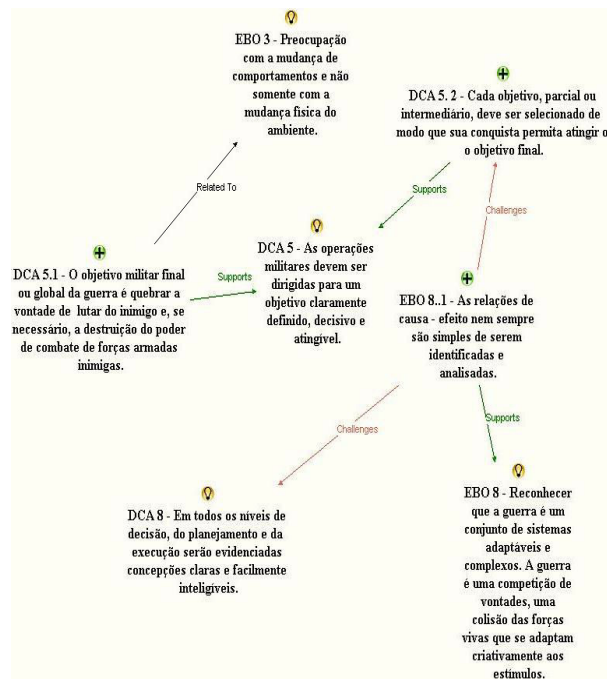 EBO 3 - Preocupação
com a mudança de
comportamentos e não
somente com a
mudança física do
ambiente.
DCA 5. 2 - Cada objetivo, parcial ou
intermediário, deve ser selecionado de
modo que sua conquista permita atingir o
o objetivo final.
Related To
Supports
Challenges
DCA 5.1 - O objetivo militar final
ou global da guerra é quebrar a
vontade de lutar do inimigo e, se
necessário, a destruição do poder
de combate de forças armadas
inimigas.
Supports
DCA 5 - As operações
militares devem ser
dirigidas para um
objetivo claramente
definido, decisivo e
atingível.
EBO 8..1 - As relações de
causa - efeito nem sempre
são simples de serem
identificadas e
analisadas.
Challenges
Supports
DCA 8 - Em todos os níveis de
decisão, do planejamento e da
execução serão evidenciadas
concepções claras e facilmente
inteligíveis.
EBO 8 - Reconhecer
que a guerra é um
conjunto de sistemas
adaptáveis e
complexos. A guerra
é uma competição de
vontades, uma
colisão das forças
vivas que se adaptam
criativamente aos
estímulos.